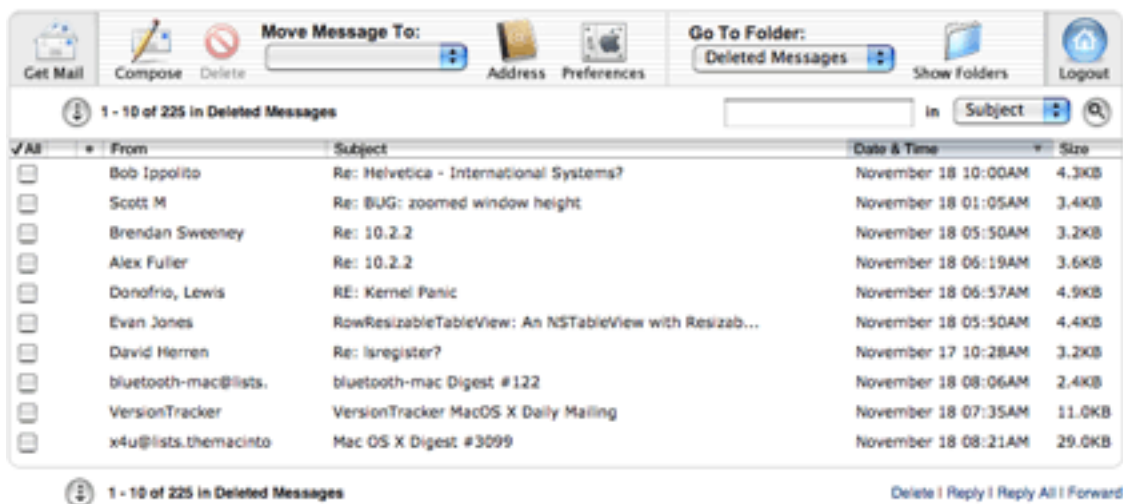 Move Message To:
Go To Folder:
Deleted Messages
Get Mail Compose Delete Address Preferences Show Folders Logout
1 - 10 of 225 in Deleted Messages in Subject
All From Subject Date & Time Size
Bob Ippolito Re: Helvetica - International Systems? November 18 10:00AM 4.3KB
Scott M Re: BUG: zoomed window height November 18 01:05AM 3.4KB
Brendan Sweeney Re: 10.2.2 November 18 05:50AM 3.2KB
Alex Fuller Re: 10.2.2 November 18 06:19AM 3.6KB
Donofrio, Lewis RE: Kernel Panic November 18 06:57AM 4.9KB
Evan Jones RowResizableTableView: An NSTableView with Resizab... November 18 05:50AM 4.4KB
David Herren Re: lsregister? November 17 10:28AM 3.2KB
bluetooth-mac@lists. bluetooth-mac Digest #122 November 18 08:06AM 2.4KB
VersionTracker VersionTracker MacOS X Daily Mailing November 18 07:35AM 11.0KB
x4u@lists.themacinto Mac OS X Digest #3099 November 18 08:21AM 29.0KB
1 - 10 of 225 in Deleted Messages Delete | Reply | Reply All | Forward